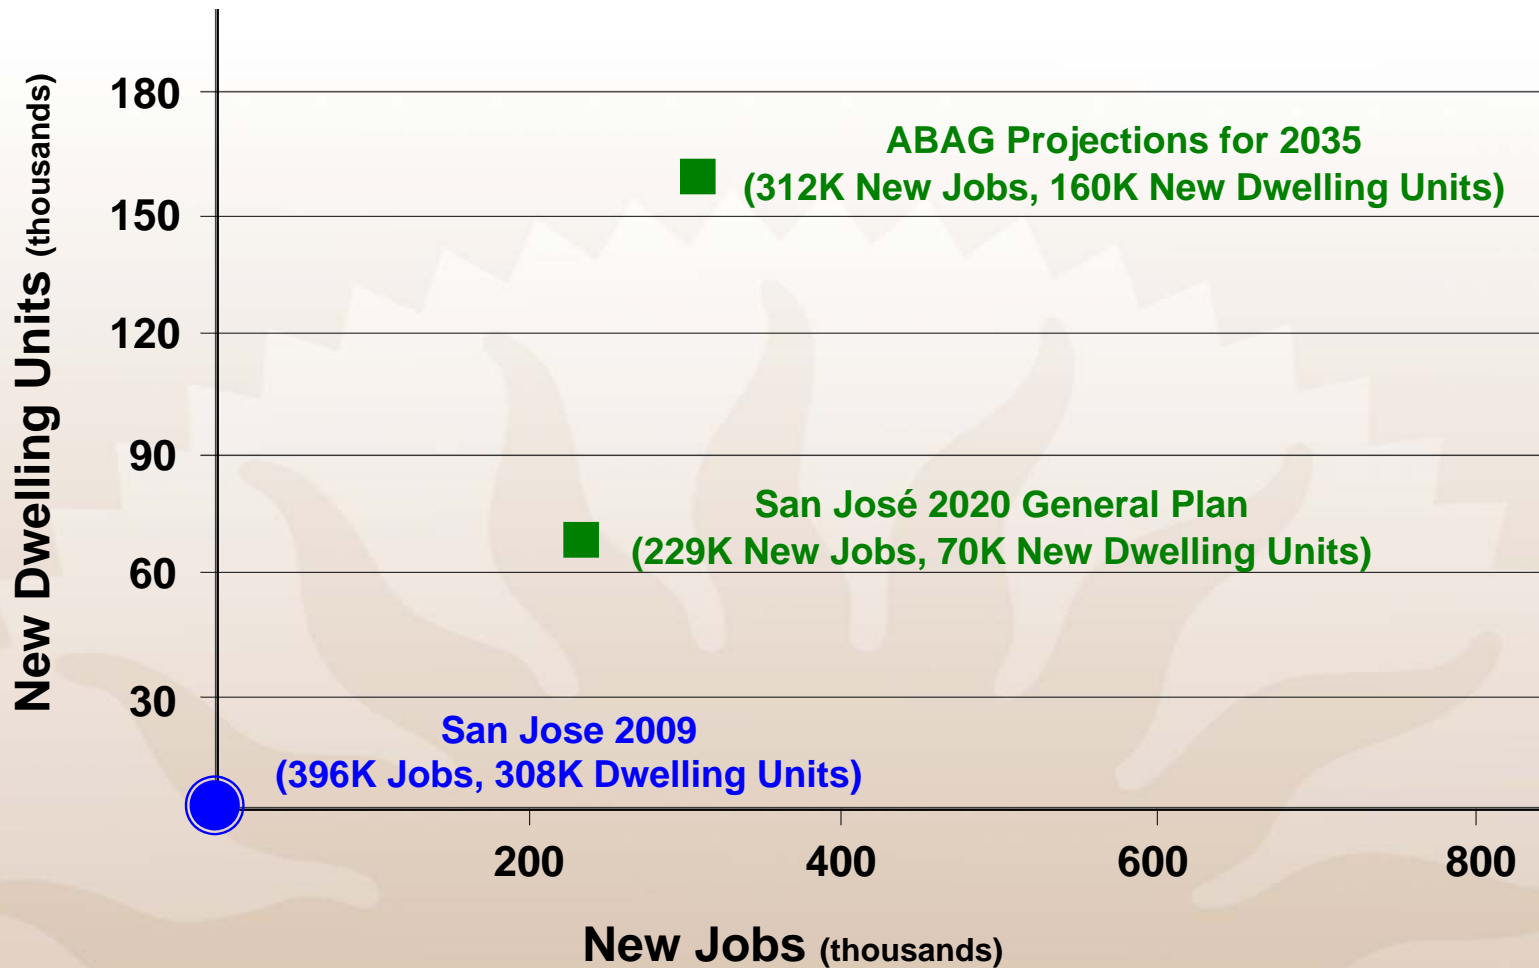 New Dwelling Units (thousands)
180
150
120
90
60
30
ABAG Projections for 2035
(312K New Jobs, 160K New Dwelling Units)
San José 2020 General Plan
(229K New Jobs, 70K New Dwelling Units)
San Jose 2009
(396K Jobs, 308K Dwelling Units)
200
400
600
800
New Jobs (thousands)